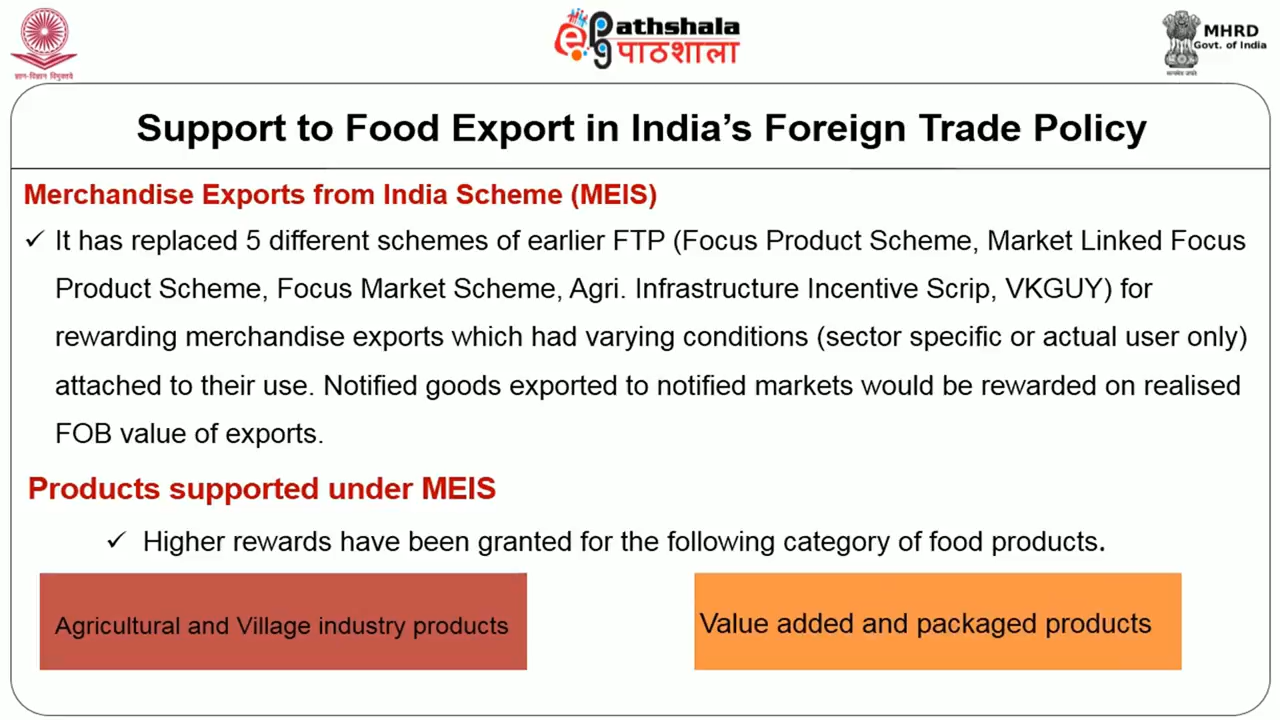 ज्ञान-विज्ञान विमुक्तये
ePathshala
पाठशाला
MHRD
Govt. of India
सत्यमेव जयते
Support to Food Export in India’s Foreign Trade Policy
Merchandise Exports from India Scheme (MEIS)
✓ It has replaced 5 different schemes of earlier FTP (Focus Product Scheme, Market Linked Focus
Product Scheme, Focus Market Scheme, Agri. Infrastructure Incentive Scrip, VKGUY) for
rewarding merchandise exports which had varying conditions (sector specific or actual user only)
attached to their use. Notified goods exported to notified markets would be rewarded on realised
FOB value of exports.
Products supported under MEIS
✓ Higher rewards have been granted for the following category of food products.
Agricultural and Village industry products
Value added and packaged products